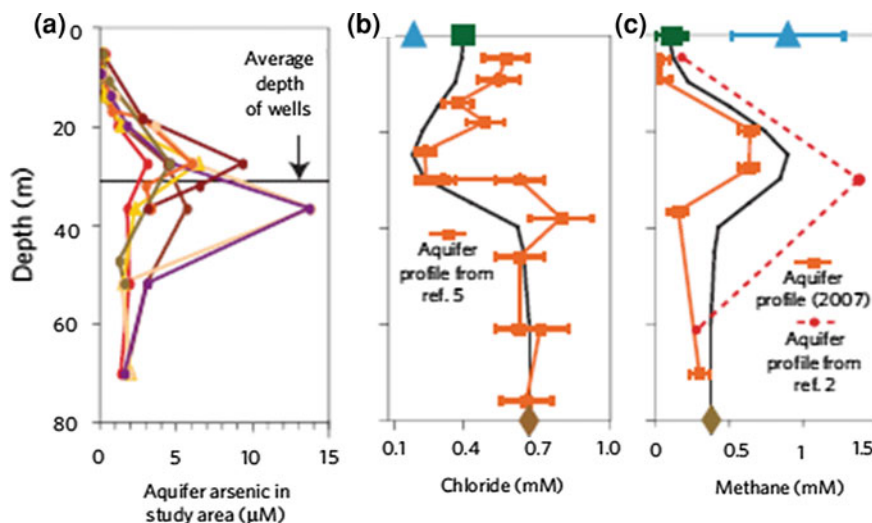 (a)
(b)
(c)
0
20
40
60
80
Depth (m)
Average
depth
of wells
0
5
10
15
Aquifer arsenic in
study area (µM)
Aquifer
profile from
ref. 5
0.1
0.4
0.7
1.0
Chloride (mM)
Aquifer
profile (2007)
Aquifer
profile from
ref. 2
0
1
1.5
Methane (mM)